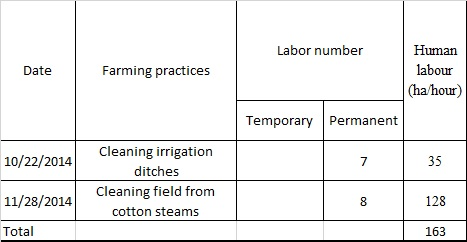 Date
Farming practices
Labor number
Human
labour
(ha/hour)
Temporary
Permanent
10/22/2014
Cleaning irrigation
ditches
7
35
11/28/2014
Cleaning field from
cotton steams
8
128
Total
163